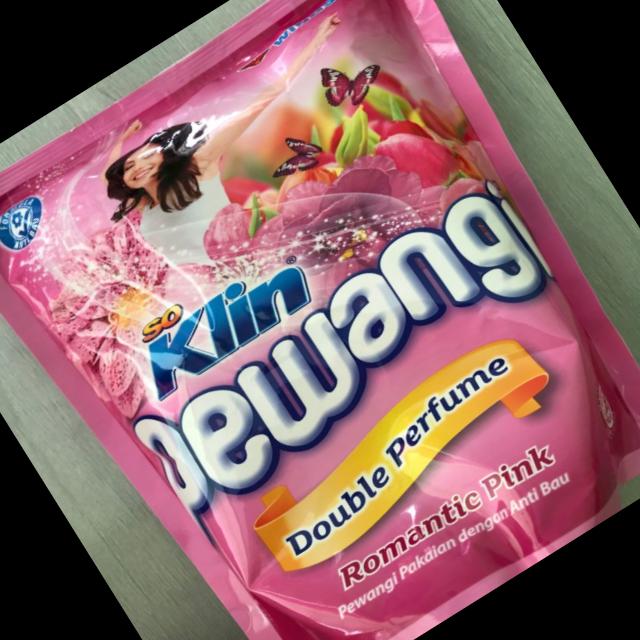 So
Klin
Pewangi
Double Perfume
Romantic Pink
Pewangi Pakaian dengan Anti Bau